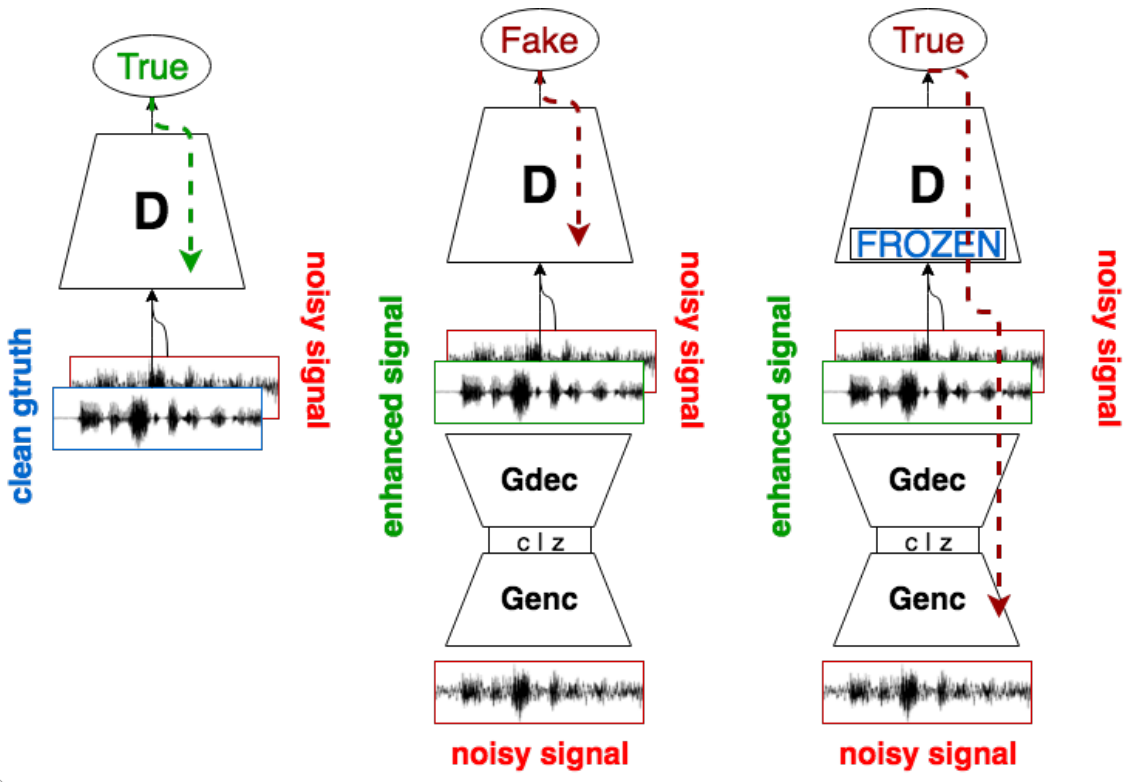 True
D
noisy signal
clean gtruth
Fake
D
noisy signal
enhanced signal
Gdec
c | z
Genc
noisy signal
True
D
FROZEN
noisy signal
enhanced signal
Gdec
c | z
Genc
noisy signal